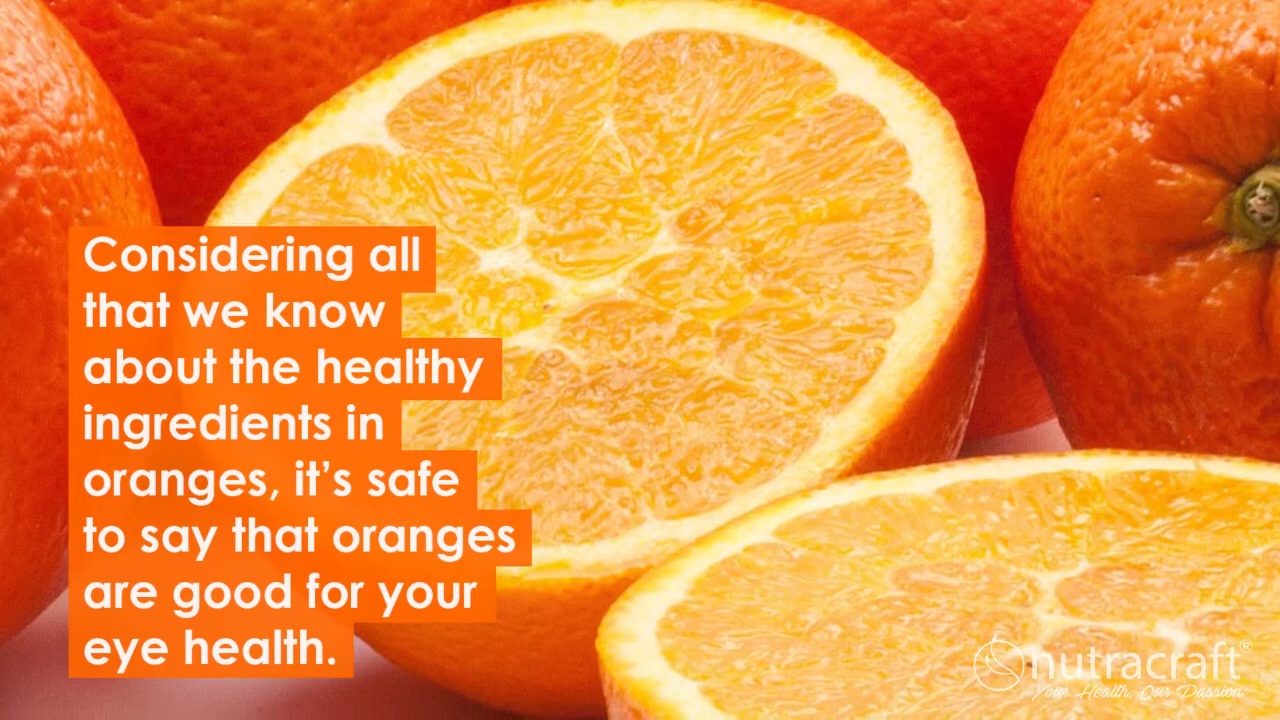 Considering all
that we know
about the healthy
ingredients in
oranges, it’s safe
to say that oranges
are good for your
eye health.
nutracraft®
Your Health, Our Passion